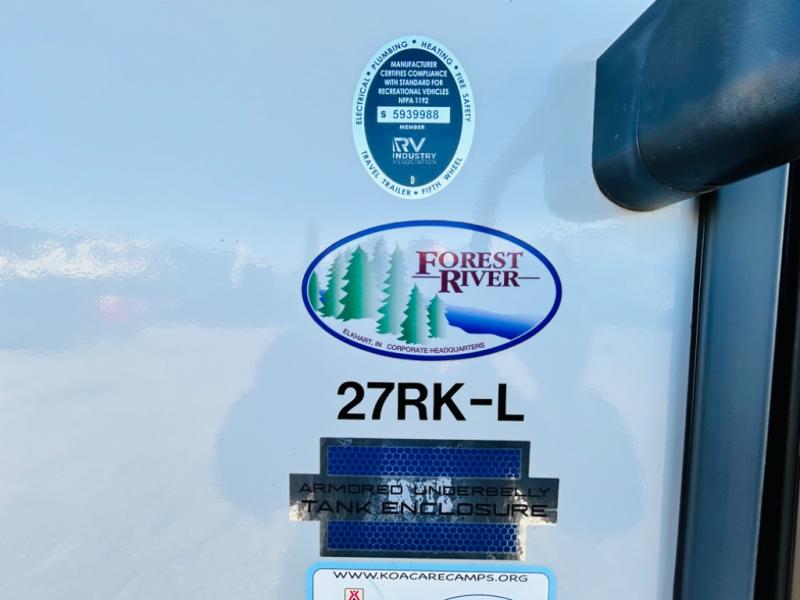 ELECTRICAL • PLUMBING • HEATING • FIRE SAFETY
MANUFACTURER
CERTIFIES COMPLIANCE
WITH STANDARD FOR
RECREATIONAL VEHICLES
NFPA 1192
S 5939988
MEMBER
RV
INDUSTRY
ASSOCIATION
D
TRAVEL TRAILER • FIFTH WHEEL
FOREST
RIVER
ELKHART, IN CORPORATE HEADQUARTERS
27RK-L
ARMORED UNDERBELLY
TANK ENCLOSURE
WWW.KOACARECAMPS.ORG